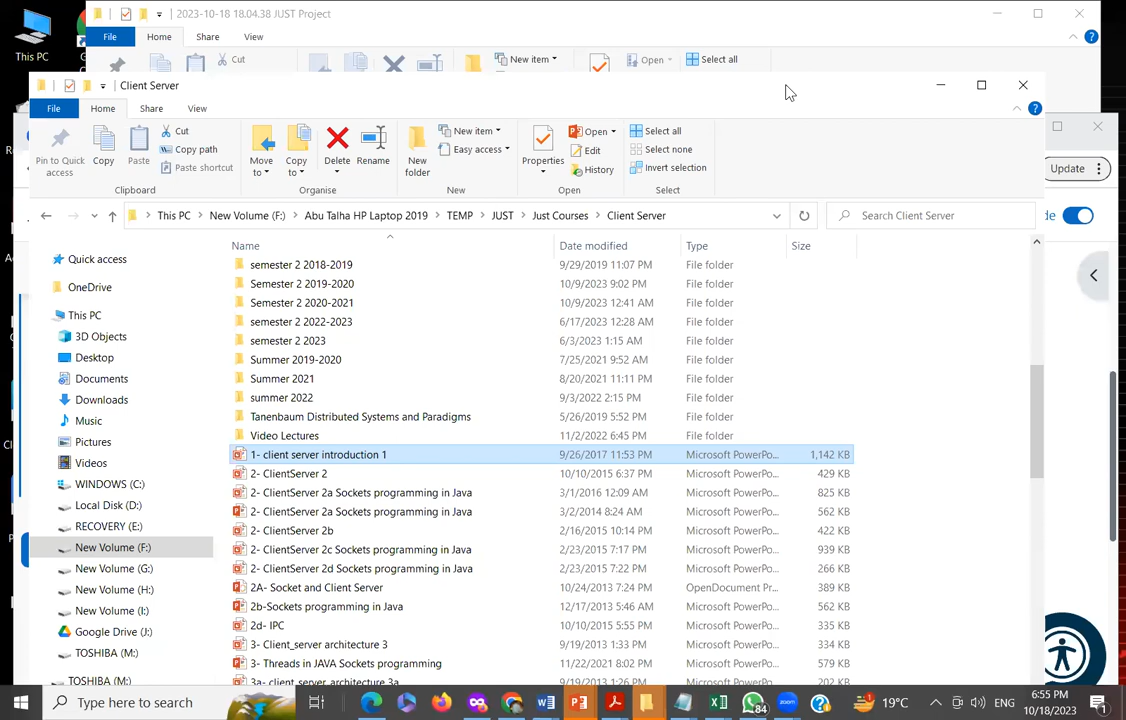 2023-10-18 18.04.38 JUST Project
This PC
File Home Share View
Cut New item Open Select all
Client Server
File Home Share View
Pin to Quick access
Copy
Paste
Cut
Copy path
Paste shortcut
Move to
Copy to
Delete
Rename
New folder
New item
Easy access
Properties
Open
Edit
History
Select all
Select none
Invert selection
Clipboard Organise New Open Select
Update
This PC New Volume (F:) Abu Talha HP Laptop 2019 TEMP JUST Just Courses Client Server
Search Client Server
de
Name Date modified Type Size
Quick access
OneDrive
This PC
3D Objects
Desktop
Documents
Downloads
Music
Pictures
Videos
WINDOWS (C:)
Local Disk (D:)
RECOVERY (E:)
New Volume (F:)
New Volume (G:)
New Volume (H:)
New Volume (I:)
Google Drive (J:)
TOSHIBA (M:)
TOSHIBA (M:)
semester 2 2018-2019 9/29/2019 11:07 PM File folder
Semester 2 2019-2020 10/9/2023 9:02 PM File folder
Semester 2 2020-2021 10/9/2023 12:41 AM File folder
semester 2 2022-2023 6/17/2023 12:28 AM File folder
semester 2 2023 6/3/2023 1:15 AM File folder
Summer 2019-2020 7/25/2021 9:52 AM File folder
Summer 2021 8/20/2021 11:11 PM File folder
summer 2022 9/3/2022 2:15 PM File folder
Tanenbaum Distributed Systems and Paradigms 5/26/2019 5:52 PM File folder
Video Lectures 11/2/2022 6:45 PM File folder
1- client server introduction 1 9/26/2017 11:53 PM Microsoft PowerPo... 1,142 KB
2- ClientServer 2 10/10/2015 6:37 PM Microsoft PowerPo... 429 KB
2- ClientServer 2a Sockets programming in Java 3/1/2016 12:09 AM Microsoft PowerPo... 825 KB
2- ClientServer 2a Sockets programming in Java 3/2/2014 8:24 AM Microsoft PowerPo... 562 KB
2- ClientServer 2b 2/16/2015 10:14 PM Microsoft PowerPo... 422 KB
2- ClientServer 2c Sockets programming in Java 2/23/2015 7:17 PM Microsoft PowerPo... 939 KB
2- ClientServer 2d Sockets programming in Java 2/23/2015 7:22 PM Microsoft PowerPo... 266 KB
2A- Socket and Client Server 10/24/2013 7:24 PM OpenDocument Pr... 389 KB
2b-Sockets programming in Java 12/17/2013 5:46 AM Microsoft PowerPo... 562 KB
2d- IPC 10/10/2015 5:55 PM Microsoft PowerPo... 335 KB
3- Client_server architecture 3 9/19/2013 1:33 PM Microsoft PowerPo... 644 KB
3- Threads in JAVA Sockets programming 11/22/2021 8:02 PM Microsoft PowerPo... 579 KB
3a- client_server architecture 3a 9/19/2013 1:26 PM Microsoft PowerPo... 202 KB
Type here to search
84
zoom
19°C
ENG
6:55 PM
10/18/2023
1